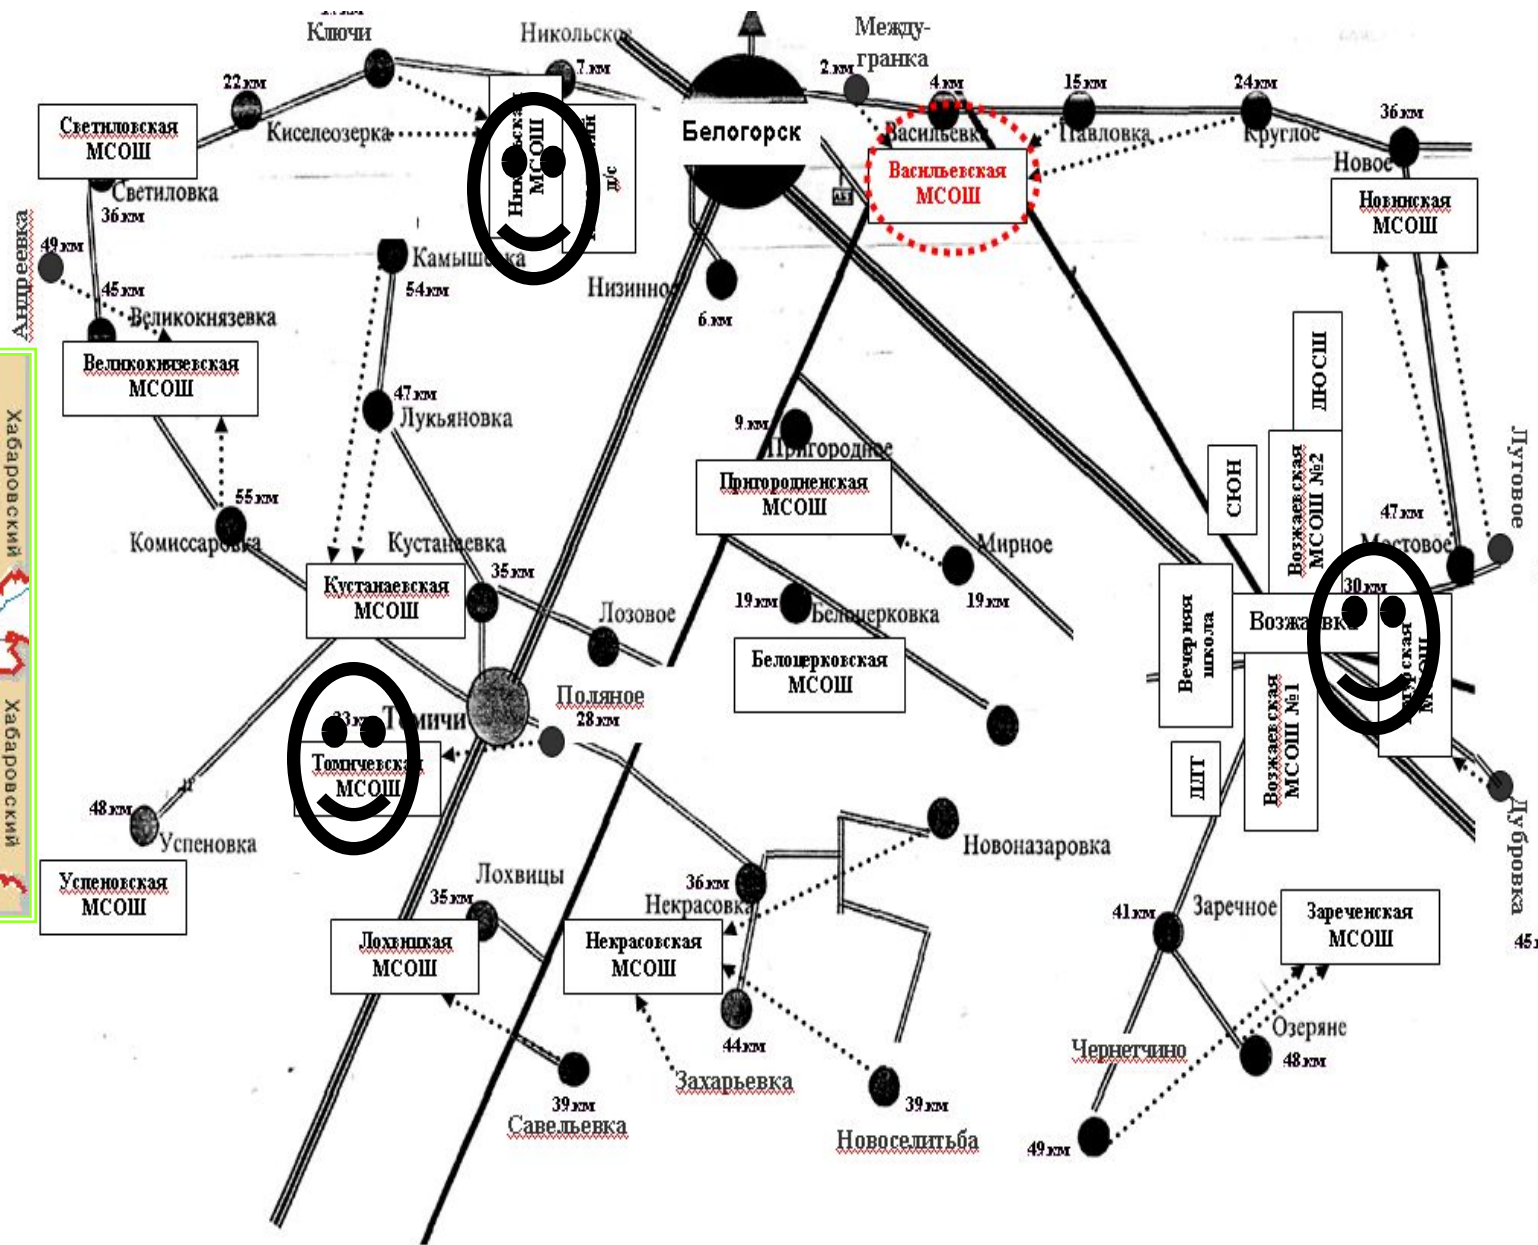 Ключи
Никольское
7 км
22 км
Киселеозерка
Светиловская
МСОШ
Светиловка
36 км
МСОШ
д/с
Белогорск
Между-
гранка
2 км
4 км
15 км
24 км
36 км
Васильевка
Павловка
Круглое
Новое
Васильевская
МСОШ
Новинская
МСОШ
Андреевка
49 км
45 км
Великокнязевка
Великокнязевская
МСОШ
Камышевка
54 км
Низинное
6 км
47 км
Лукьяновка
9 км
Пригородное
Пригородненская
МСОШ
Хабаровский
Хабаровский
55 км
Комиссаровка
Кустанаевка
35 км
Кустанаевская
МСОШ
Лозовое
Мирное
19 км
19 км
Белоцерковка
Белоцерковская
МСОШ
ДЮСШ
СЮН
Возжаевская
МСОШ №2
Луговое
47 км
Мостовое
30 км
Возжаевка
Вечерняя
школа
МСОШ
Возжаевская
МСОШ №1
Дубровка
Поляное
28 км
Томичи
33 км
Томичевская
МСОШ
48 км
Успеновка
Успеновская
МСОШ
Лохвицы
35 км
Лохвицкая
МСОШ
36 км
Некрасовка
Некрасовская
МСОШ
Новоназаровка
44 км
Захарьевка
39 км
Савельевка
39 км
Новоселитьба
41 км
Заречное
Зареченская
МСОШ
Озеряне
48 км
Чернетчино
49 км